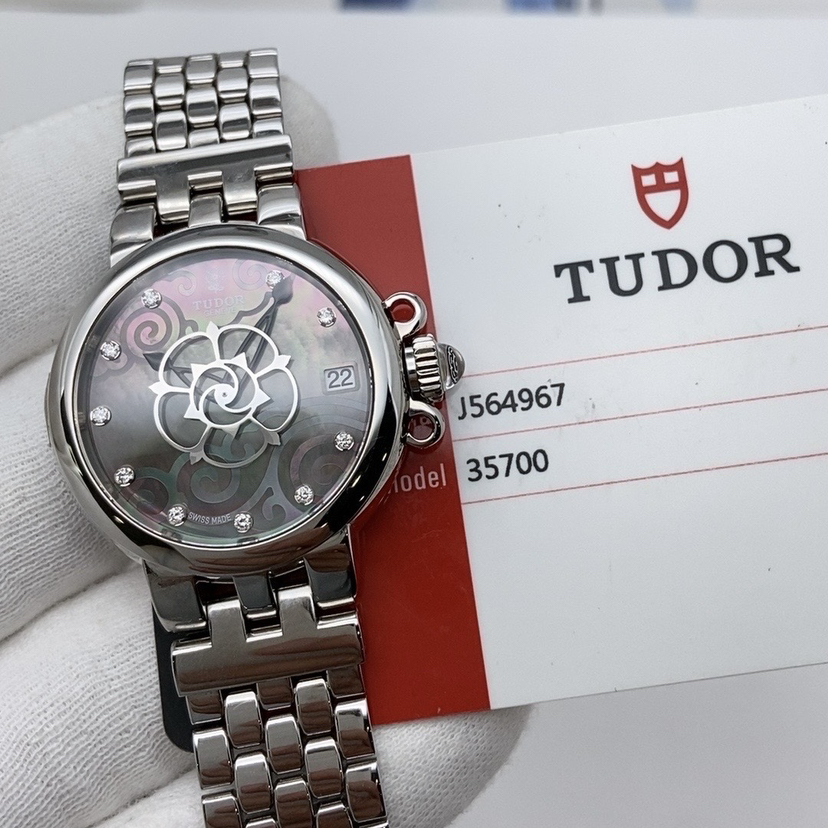 TUDOR
22
SWISS MADE
TUDOR
J564967
odel 35700